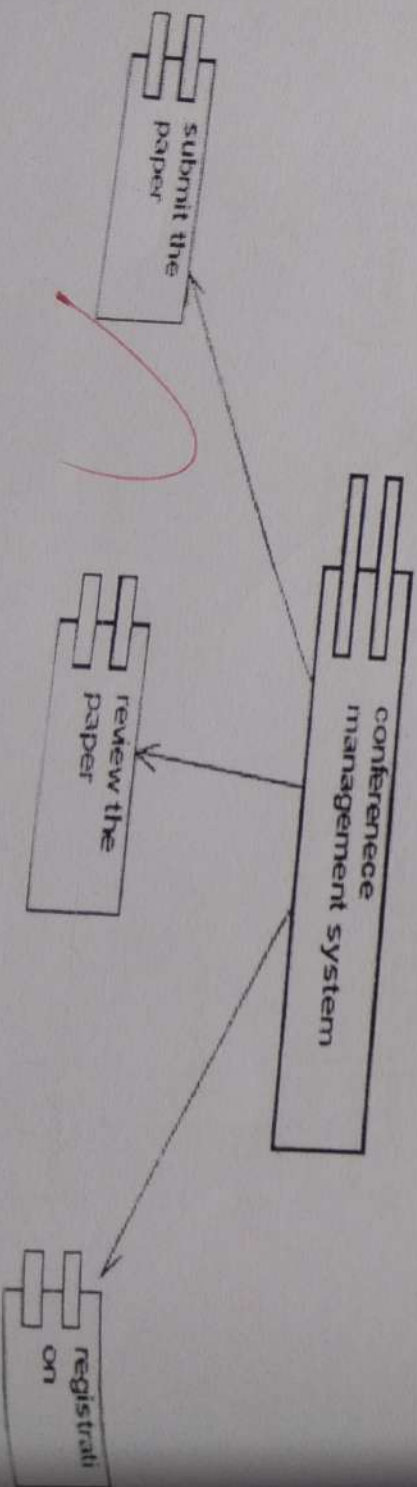 conferenece
management system
submit the
paper
review the
paper
registrati
on